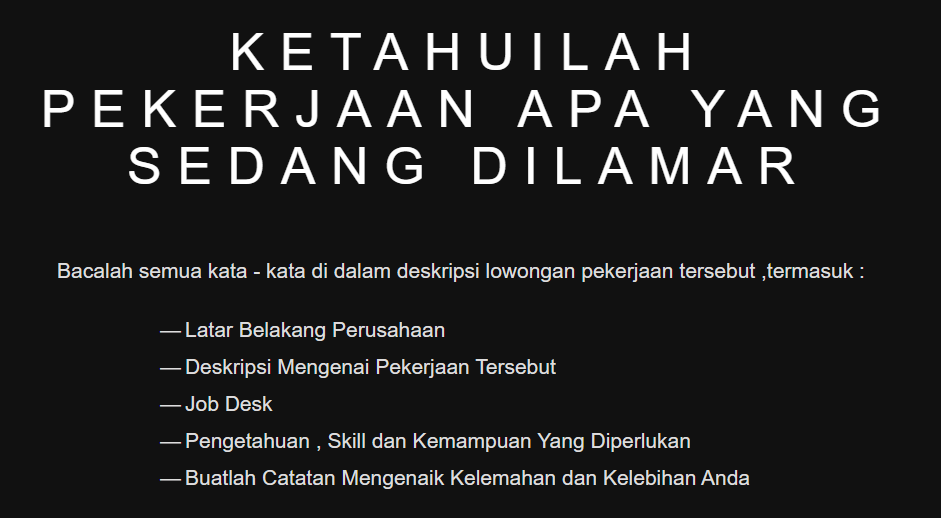 KETAHUILAH
PEKERJAAN APA YANG
SEDANG DILAMAR
Bacalah semua kata - kata di dalam deskripsi lowongan pekerjaan tersebut ,termasuk :
— Latar Belakang Perusahaan
— Deskripsi Mengenai Pekerjaan Tersebut
— Job Desk
— Pengetahuan , Skill dan Kemampuan Yang Diperlukan
— Buatlah Catatan Mengenaik Kelemahan dan Kelebihan Anda